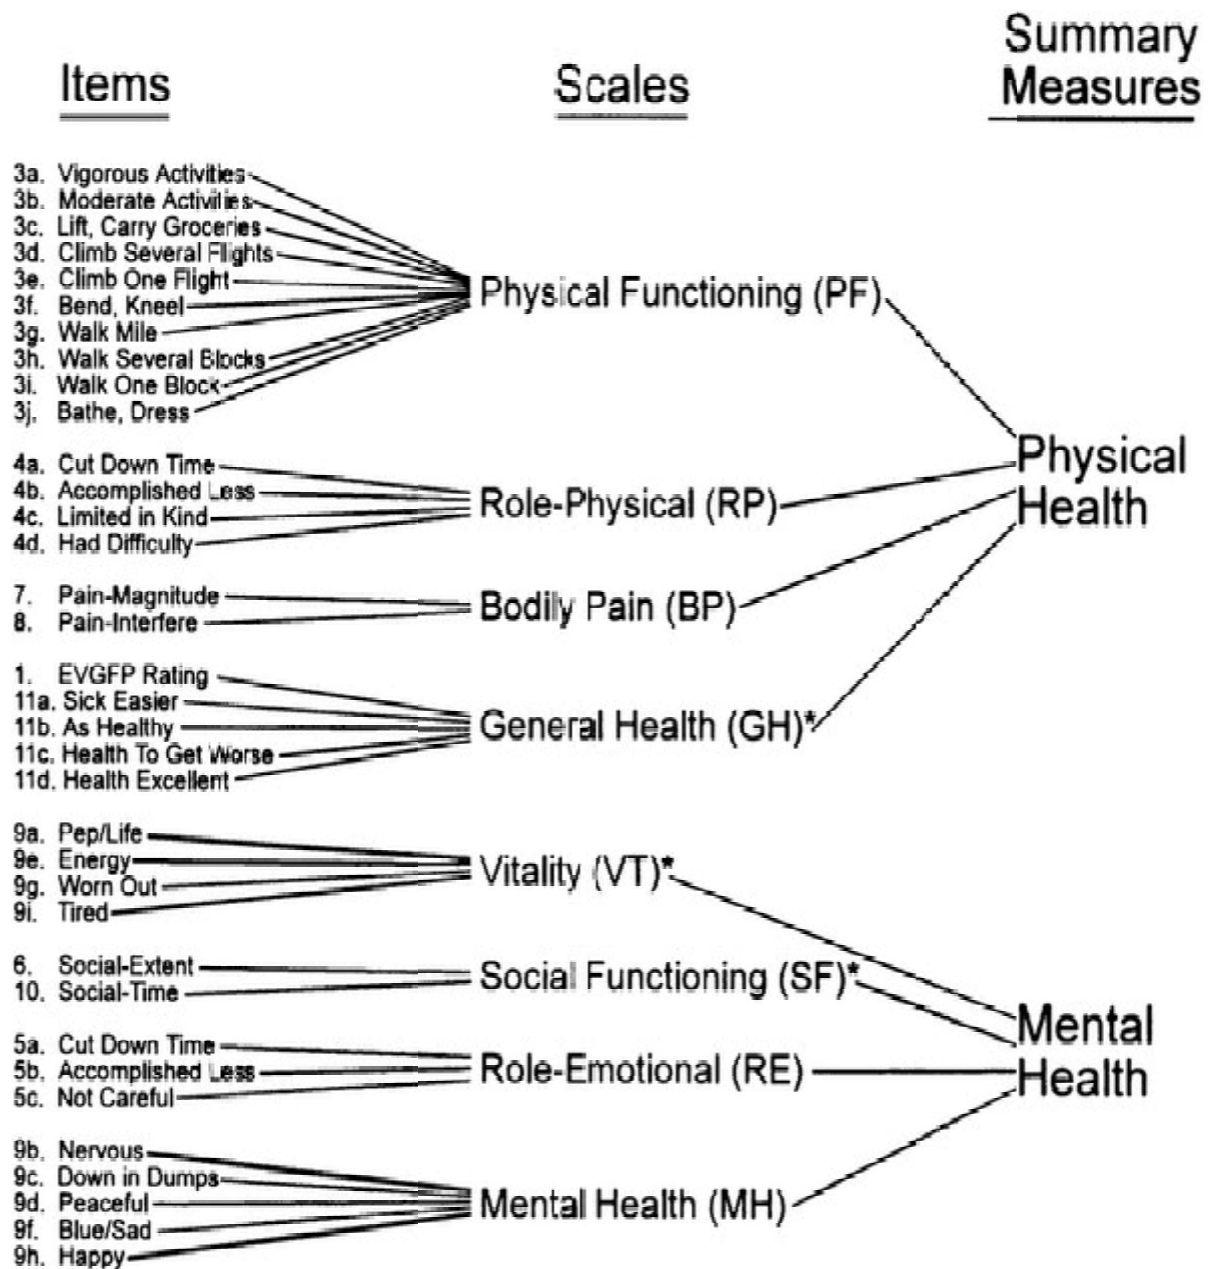 Items
Scales
Summary
Measures
3a. Vigorous Activities
3b. Moderate Activities
3c. Lift, Carry Groceries
3d. Climb Several Flights
3e. Climb One Flight
3f. Bend, Kneel
3g. Walk Mile
3h. Walk Several Blocks
3i. Walk One Block
3j. Bathe, Dress
Physical Functioning (PF)
4a. Cut Down Time
4b. Accomplished Less
4c. Limited in Kind
4d. Had Difficulty
Role-Physical (RP)
7. Pain-Magnitude
8. Pain-Interfere
Bodily Pain (BP)
1. EVGFP Rating
11a. Sick Easier
11b. As Healthy
11c. Health To Get Worse
11d. Health Excellent
General Health (GH)*
Physical
Health
9a. Pep/Life
9e. Energy
9g. Worn Out
9i. Tired
Vitality (VT)*
6. Social-Extent
10. Social-Time
Social Functioning (SF)*
5a. Cut Down Time
5b. Accomplished Less
5c. Not Careful
Role-Emotional (RE)
9b. Nervous
9c. Down in Dumps
9d. Peaceful
9f. Blue/Sad
9h. Happy
Mental Health (MH)
Mental
Health